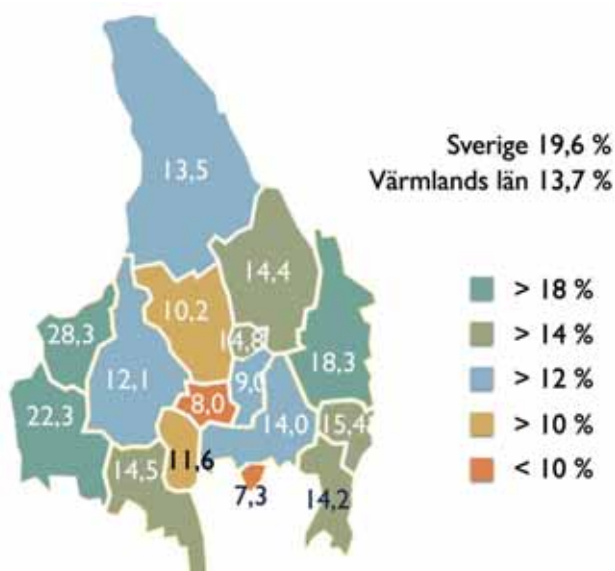 Sverige 19,6 %
Värmlands län 13,7 %
13,5
14,4
10,2
28,3
14,8
18,3
12,1
9,0
8,0
22,3
14,0
15,4
11,6
14,5
7,3
14,2
> 18 %
> 14 %
> 12 %
> 10 %
< 10 %